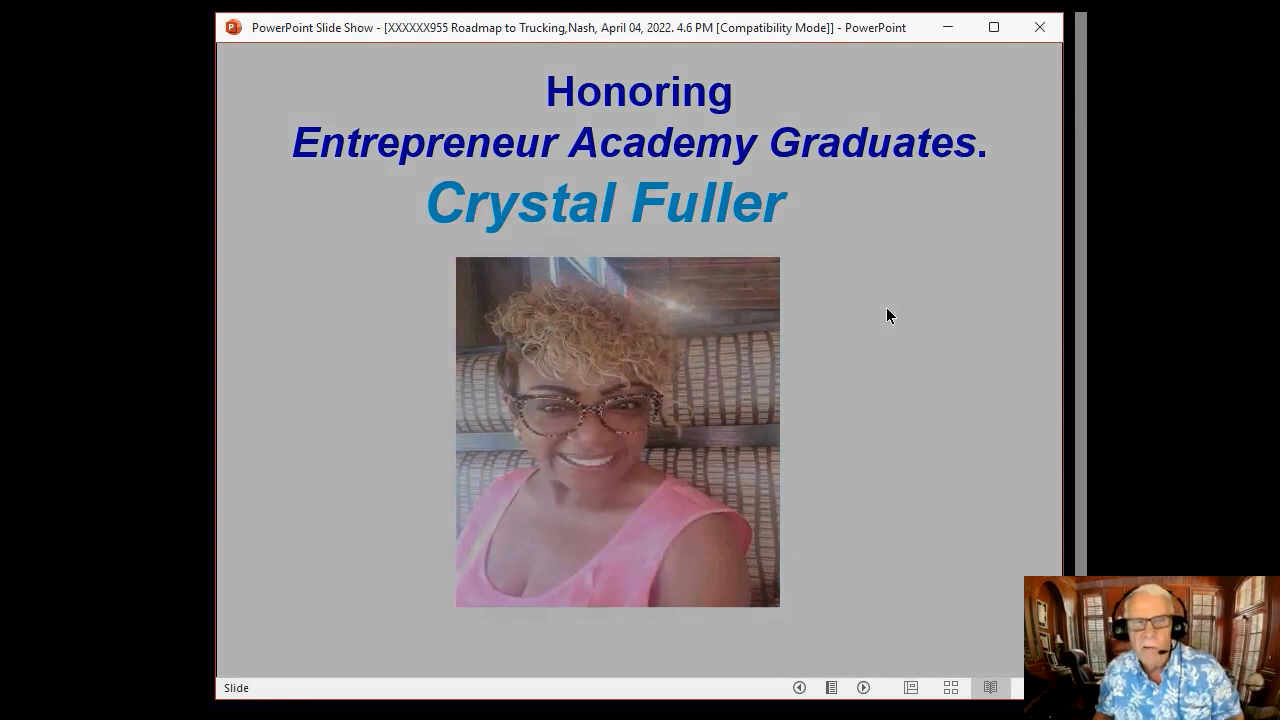 PowerPoint Slide Show - [XXXXXX955 Roadmap to Trucking,Nash, April 04, 2022. 4.6 PM [Compatibility Mode]] - PowerPoint
Honoring
Entrepreneur Academy Graduates.
Crystal Fuller
Slide